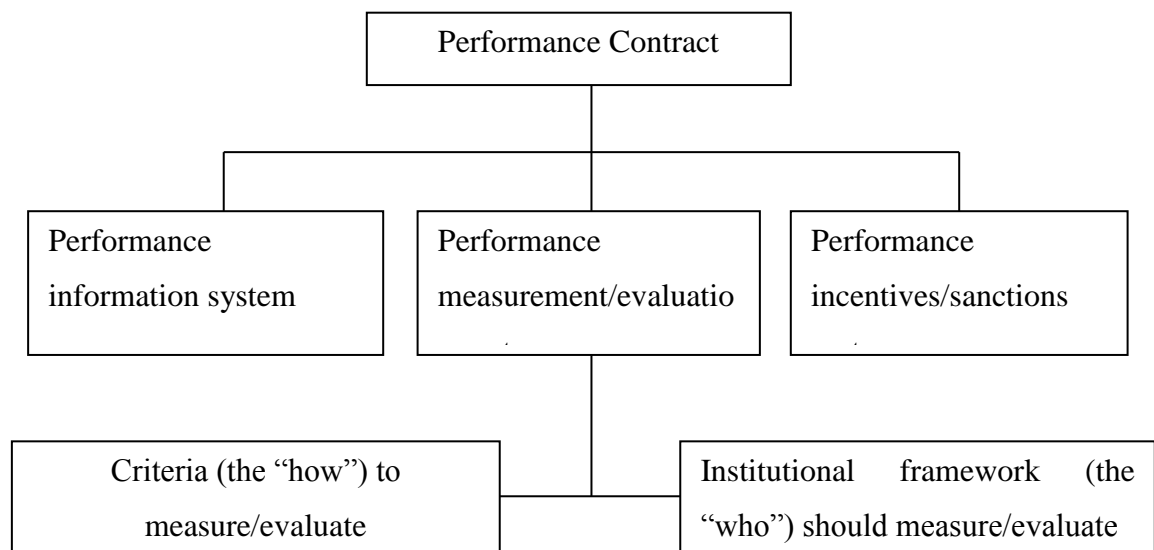 Performance Contract
Performance
information system
Performance
measurement/evaluatio
Performance
incentives/sanctions
Criteria (the “how”) to
measure/evaluate
Institutional framework (the
“who”) should measure/evaluate